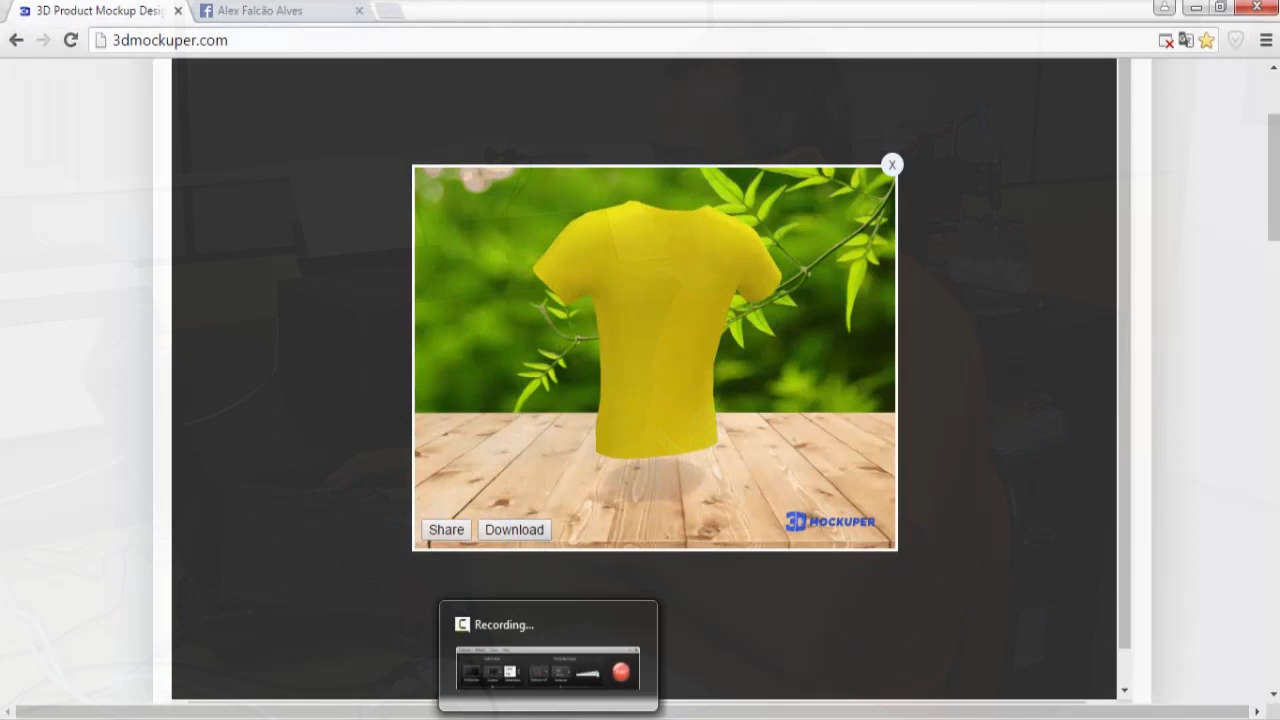 3D Product Mockup Desi
Alex Falcão Alves
3dmockuper.com
X
Share
Download
3D MOCKUPER
Recording...